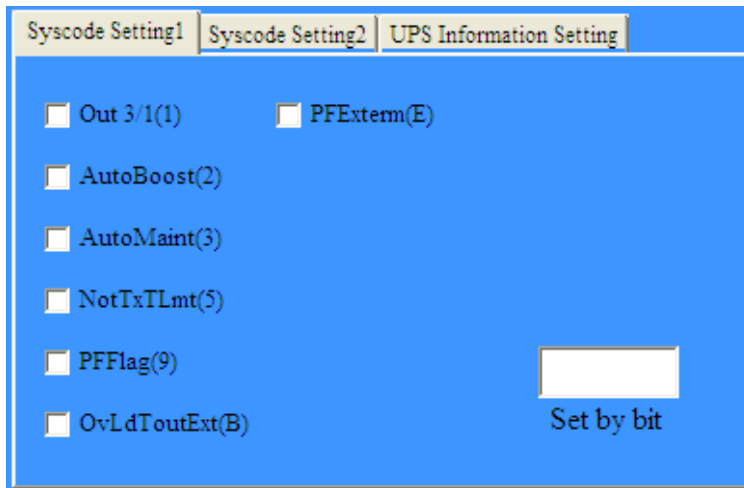 Syscode Setting1 Syscode Setting2 UPS Information Setting
Out 3/1(1) PFExterm(E)
AutoBoost(2)
AutoMaint(3)
NotTxTLmt(5)
PFFlag(9)
OvLdToutExt(B)
Set by bit